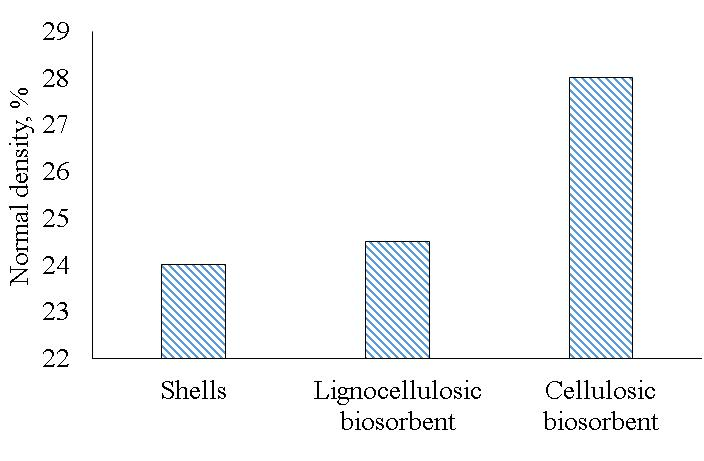 Normal density, %
29
28
27
26
25
24
23
22
Shells
Lignocellulosic
biosorbent
Cellulosic
biosorbent